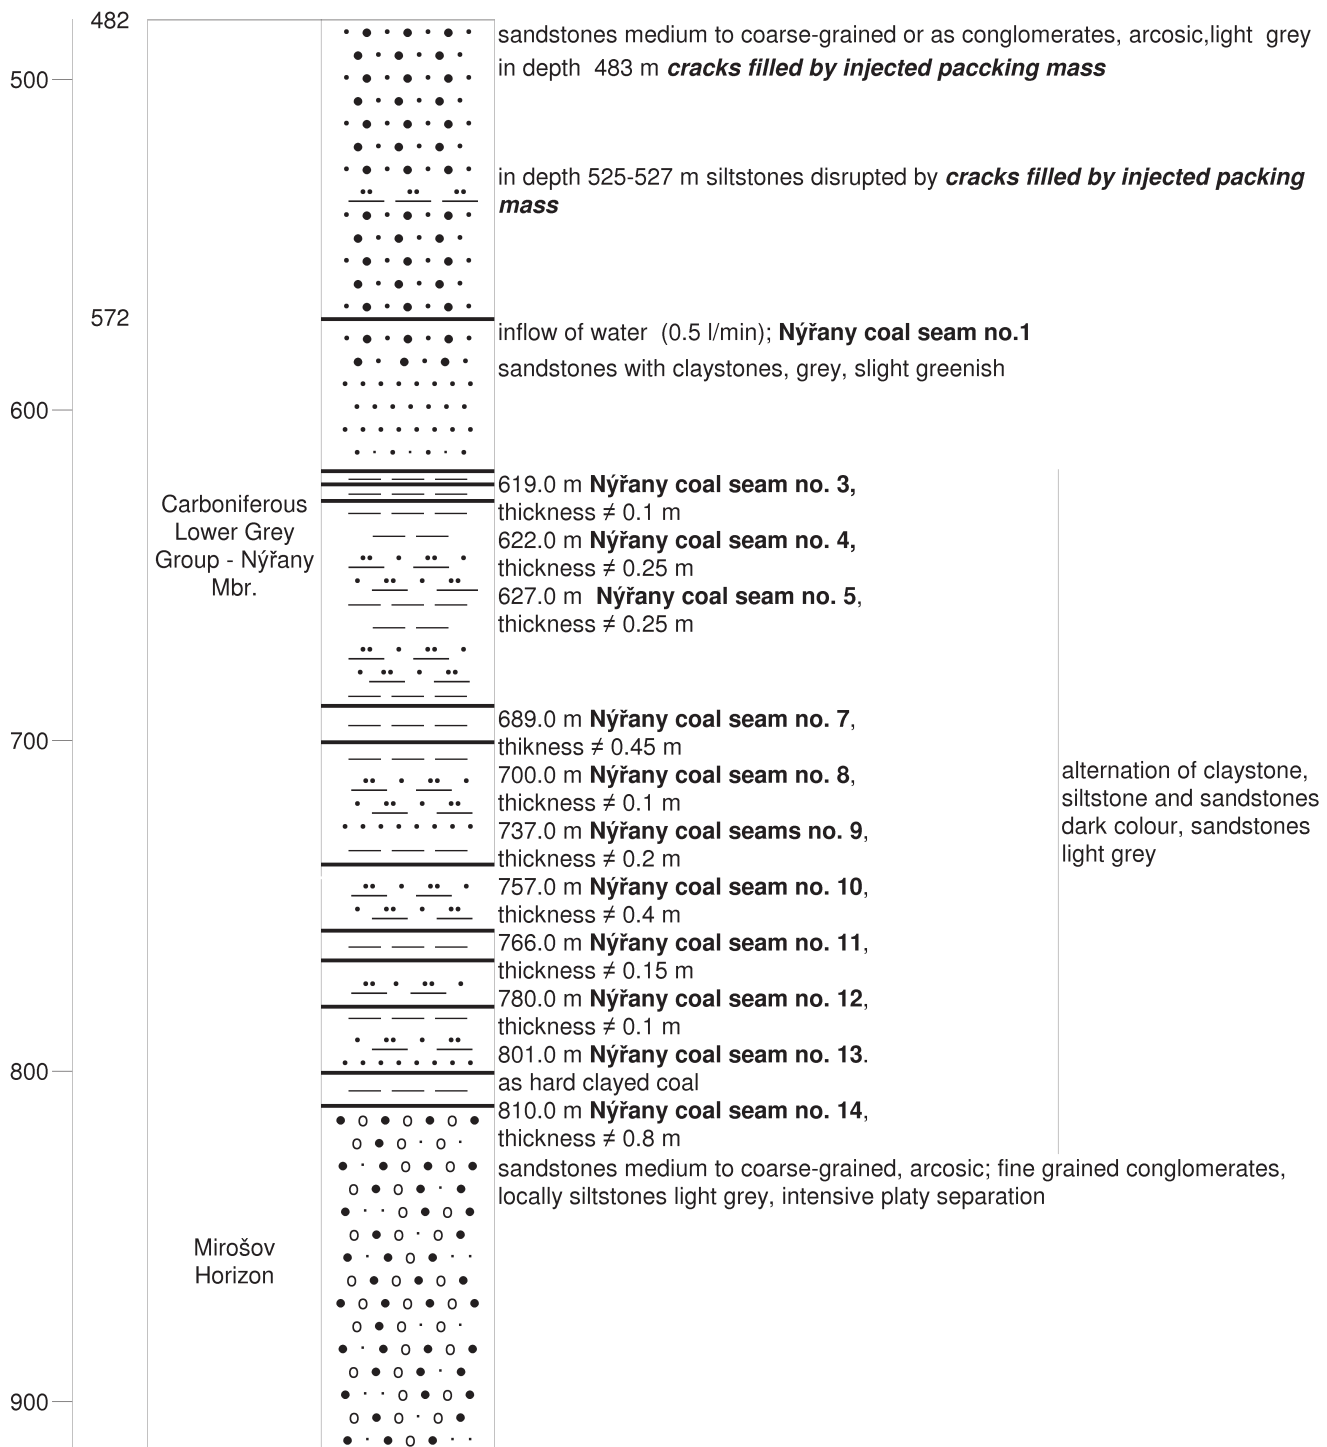 482
500
572
600
700
800
900
Carboniferous
Lower Grey
Group - Nýřany
Mbr.
Mirošov
Horizon
sandstones medium to coarse-grained or as conglomerates, arcosic,light grey
in depth 483 m cracks filled by injected paccking mass
in depth 525-527 m siltstones disrupted by cracks filled by injected packing
mass
inflow of water (0.5 l/min); Nýřany coal seam no.1
sandstones with claystones, grey, slight greenish
619.0 m Nýřany coal seam no. 3,
thickness ≠ 0.1 m
622.0 m Nýřany coal seam no. 4,
thickness ≠ 0.25 m
627.0 m Nýřany coal seam no. 5,
thickness ≠ 0.25 m
689.0 m Nýřany coal seam no. 7,
thikness ≠ 0.45 m
700.0 m Nýřany coal seam no. 8,
thickness ≠ 0.1 m
737.0 m Nýřany coal seams no. 9,
thickness ≠ 0.2 m
757.0 m Nýřany coal seam no. 10,
thickness ≠ 0.4 m
766.0 m Nýřany coal seam no. 11,
thickness ≠ 0.15 m
780.0 m Nýřany coal seam no. 12,
thickness ≠ 0.1 m
801.0 m Nýřany coal seam no. 13.
as hard clayed coal
810.0 m Nýřany coal seam no. 14,
thickness ≠ 0.8 m
alternation of claystone,
siltstone and sandstones
dark colour, sandstones
light grey
sandstones medium to coarse-grained, arcosic; fine grained conglomerates,
locally siltstones light grey, intensive platy separation